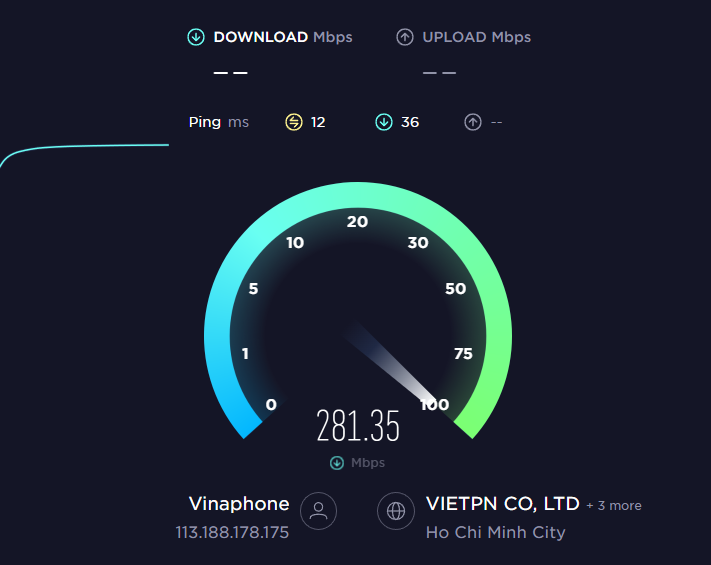 DOWNLOAD Mbps UPLOAD Mbps
— — — —
Ping ms 12 36 --
20
10 30
5 50
1 75
0 100
281.35
Mbps
Vinaphone VIETPN CO, LTD + 3 more
113.188.178.175 Ho Chi Minh City